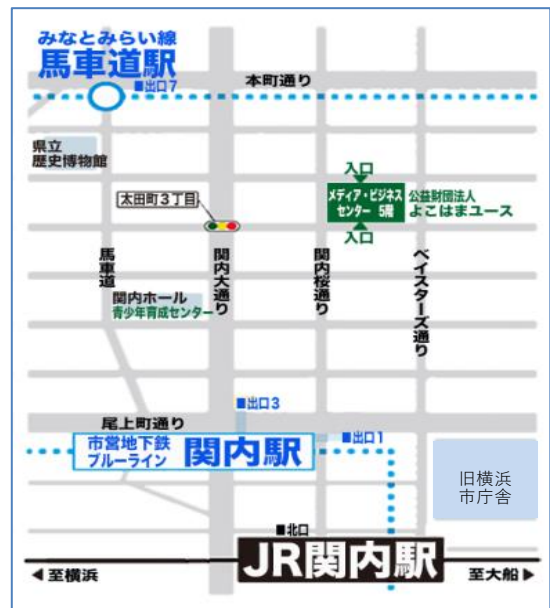 みなとみらい線
馬車道駅
■出口7
本町通り
県立
歴史博物館
入口
太田町3丁目
メディア・ビジネス
センター 5階
公益財団法人
よこはまユース
入口
馬車道
関内大通り
関内桜通り
ベイスターズ通り
関内ホール
青少年育成センター
■出口3
尾上町通り
市営地下鉄
ブルーライン
関内駅
■出口1
旧横浜
市庁舎
■北口
JR関内駅
◀至横浜
至大船▶